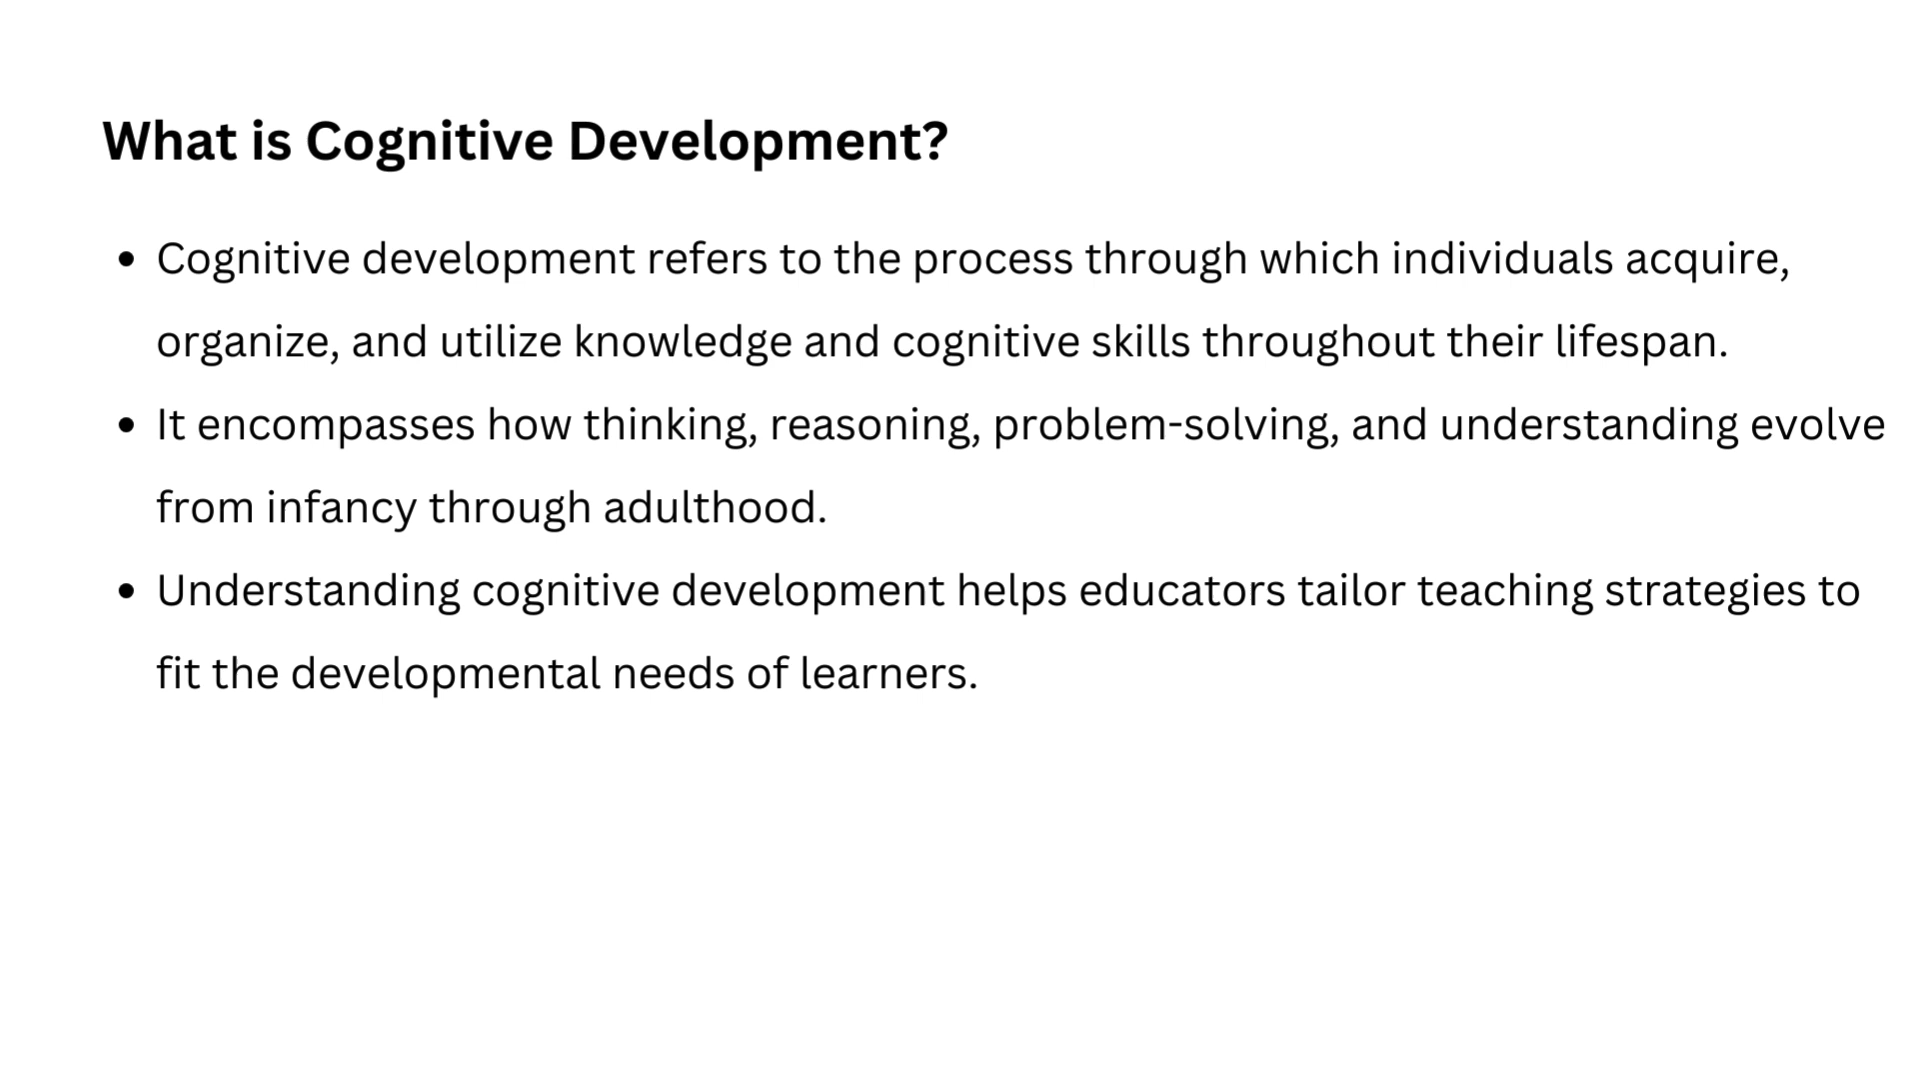 What is Cognitive Development?
• Cognitive development refers to the process through which individuals acquire,
organize, and utilize knowledge and cognitive skills throughout their lifespan.
• It encompasses how thinking, reasoning, problem-solving, and understanding evolve
from infancy through adulthood.
• Understanding cognitive development helps educators tailor teaching strategies to
fit the developmental needs of learners.